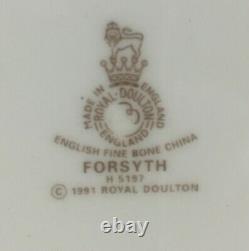 MADE IN ENGLAND
ROYAL DOULTON
ENGLAND
ENGLISH FINE BONE CHINA
FORSYTH
H 5197
© 1991 ROYAL DOULTON